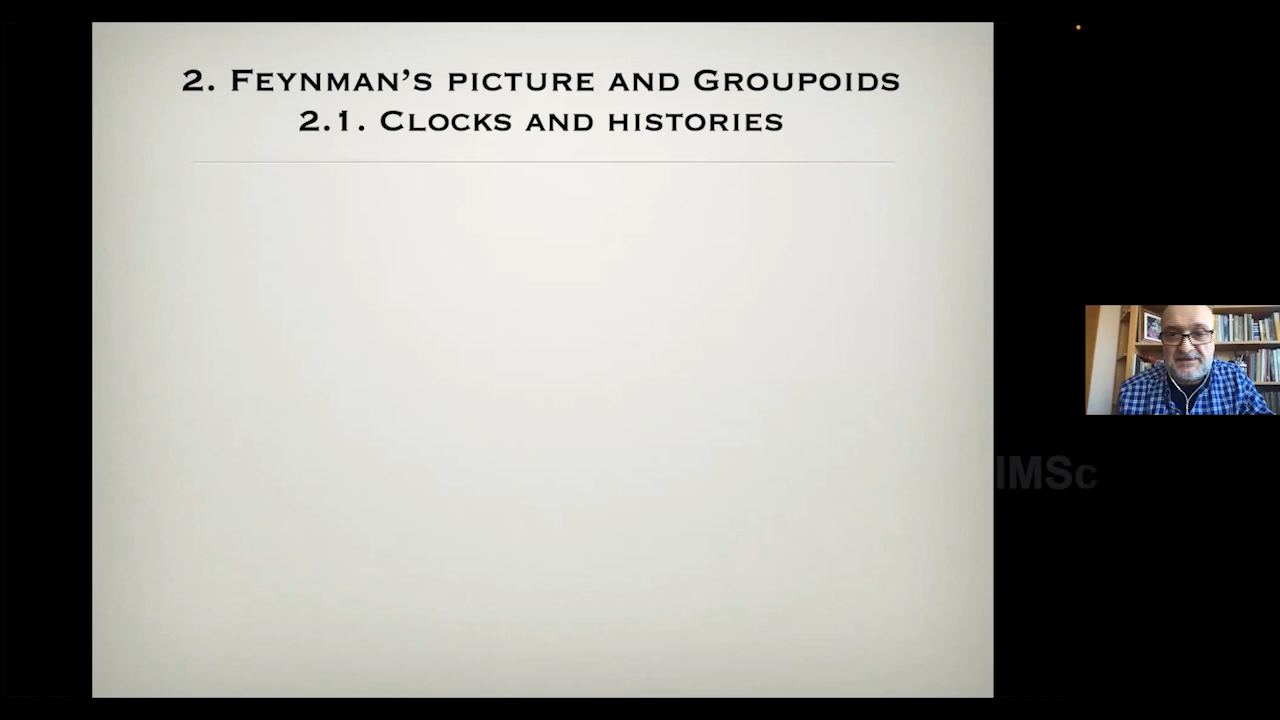 2. Feynman’s picture and Groupoids
2.1. Clocks and histories
IMSc